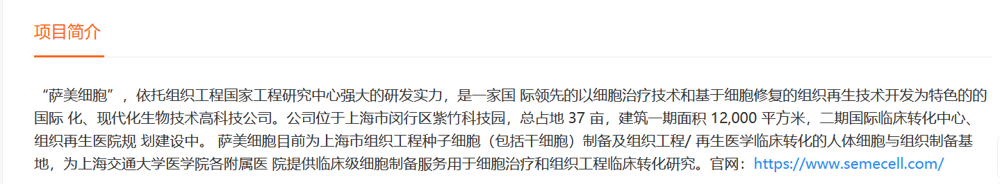 项目简介
“萨美细胞”，依托组织工程国家工程研究中心强大的研发实力，是一家国 际领先的以细胞治疗技术和基于细胞修复的组织再生技术开发为特色的的
国际 化、现代化生物技术高科技公司。公司位于上海市闵行区紫竹科技园，总占地 37 亩，建筑一期面积 12,000 平方米，二期国际临床转化中心、
组织再生医院规 划建设中。 萨美细胞目前为上海市组织工程种子细胞（包括干细胞）制备及组织工程/ 再生医学临床转化的人体细胞与组织制备基
地，为上海交通大学医学院各附属医 院提供临床级细胞制备服务用于细胞治疗和组织工程临床转化研究。官网：https://www.semecell.com/